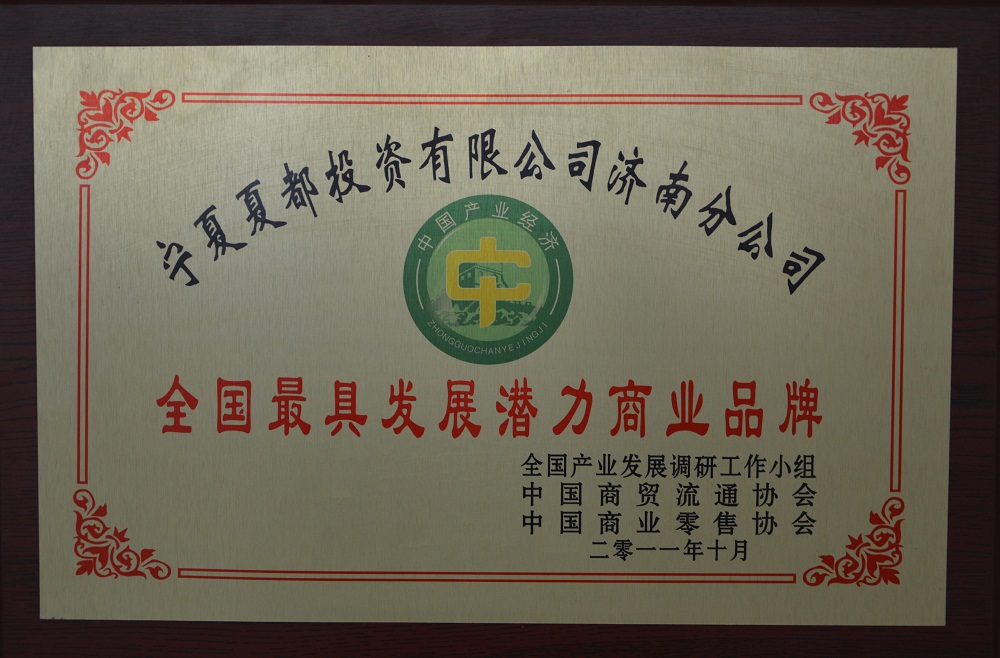 宁夏夏都投资有限公司济南分公司
中国产业经济
ZHONGGUOCHANYEJINGJI
全国最具发展潜力商业品牌
全国产业发展调研工作小组
中国商贸流通协会
中国商业零售协会
二零一一年十月